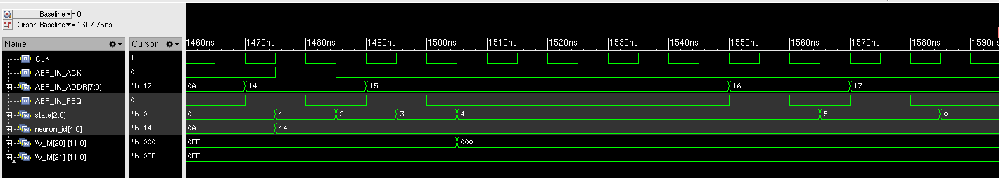 Baseline▼= 0
Cursor-Baseline▼= 1607.75ns
Name Cursor 1460ns 1470ns 1480ns 1490ns 1500ns 1510ns 1520ns 1530ns 1540ns 1550ns 1560ns 1570ns 1580ns 1590ns
CLK 1
AER_IN_ACK 0
AER_IN_ADDR[7:0] 'h 17 0A 14 15 16 17
AER_IN_REQ 0
state[2:0] 'h 0 0 1 2 3 4 5 0
neuron_id[4:0] 'h 14 0A 14
V_M[20] [11:0] 'h 000 0FF 000
V_M[21] [11:0] 'h 0FF 0FF